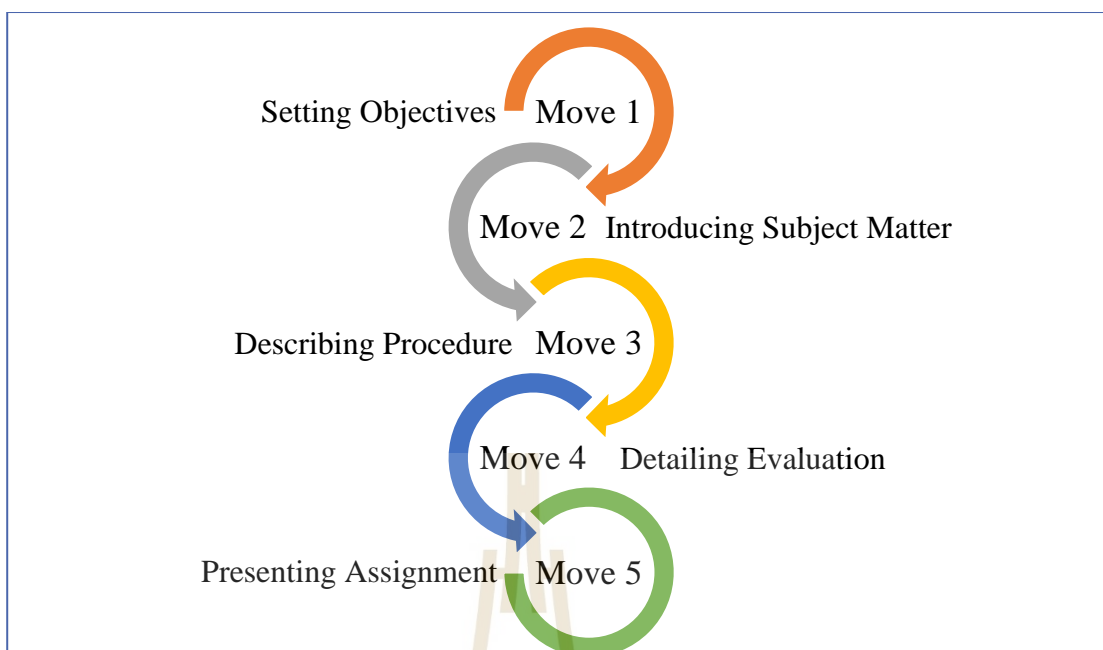 Setting Objectives Move 1
Move 2 Introducing Subject Matter
Describing Procedure Move 3
Move 4 Detailing Evaluation
Presenting Assignment Move 5